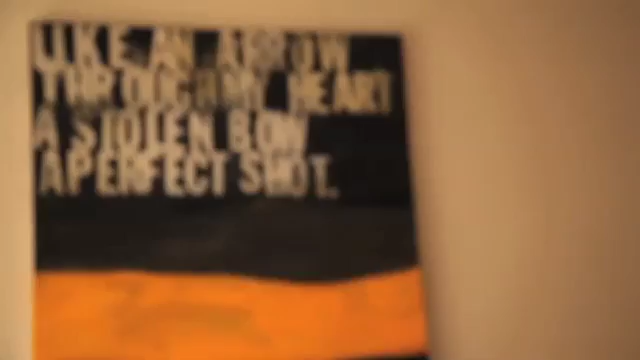 LIKE AN ARROW
THROUGH MY HEART
A STOLEN BOW
A PERFECT SHOT.